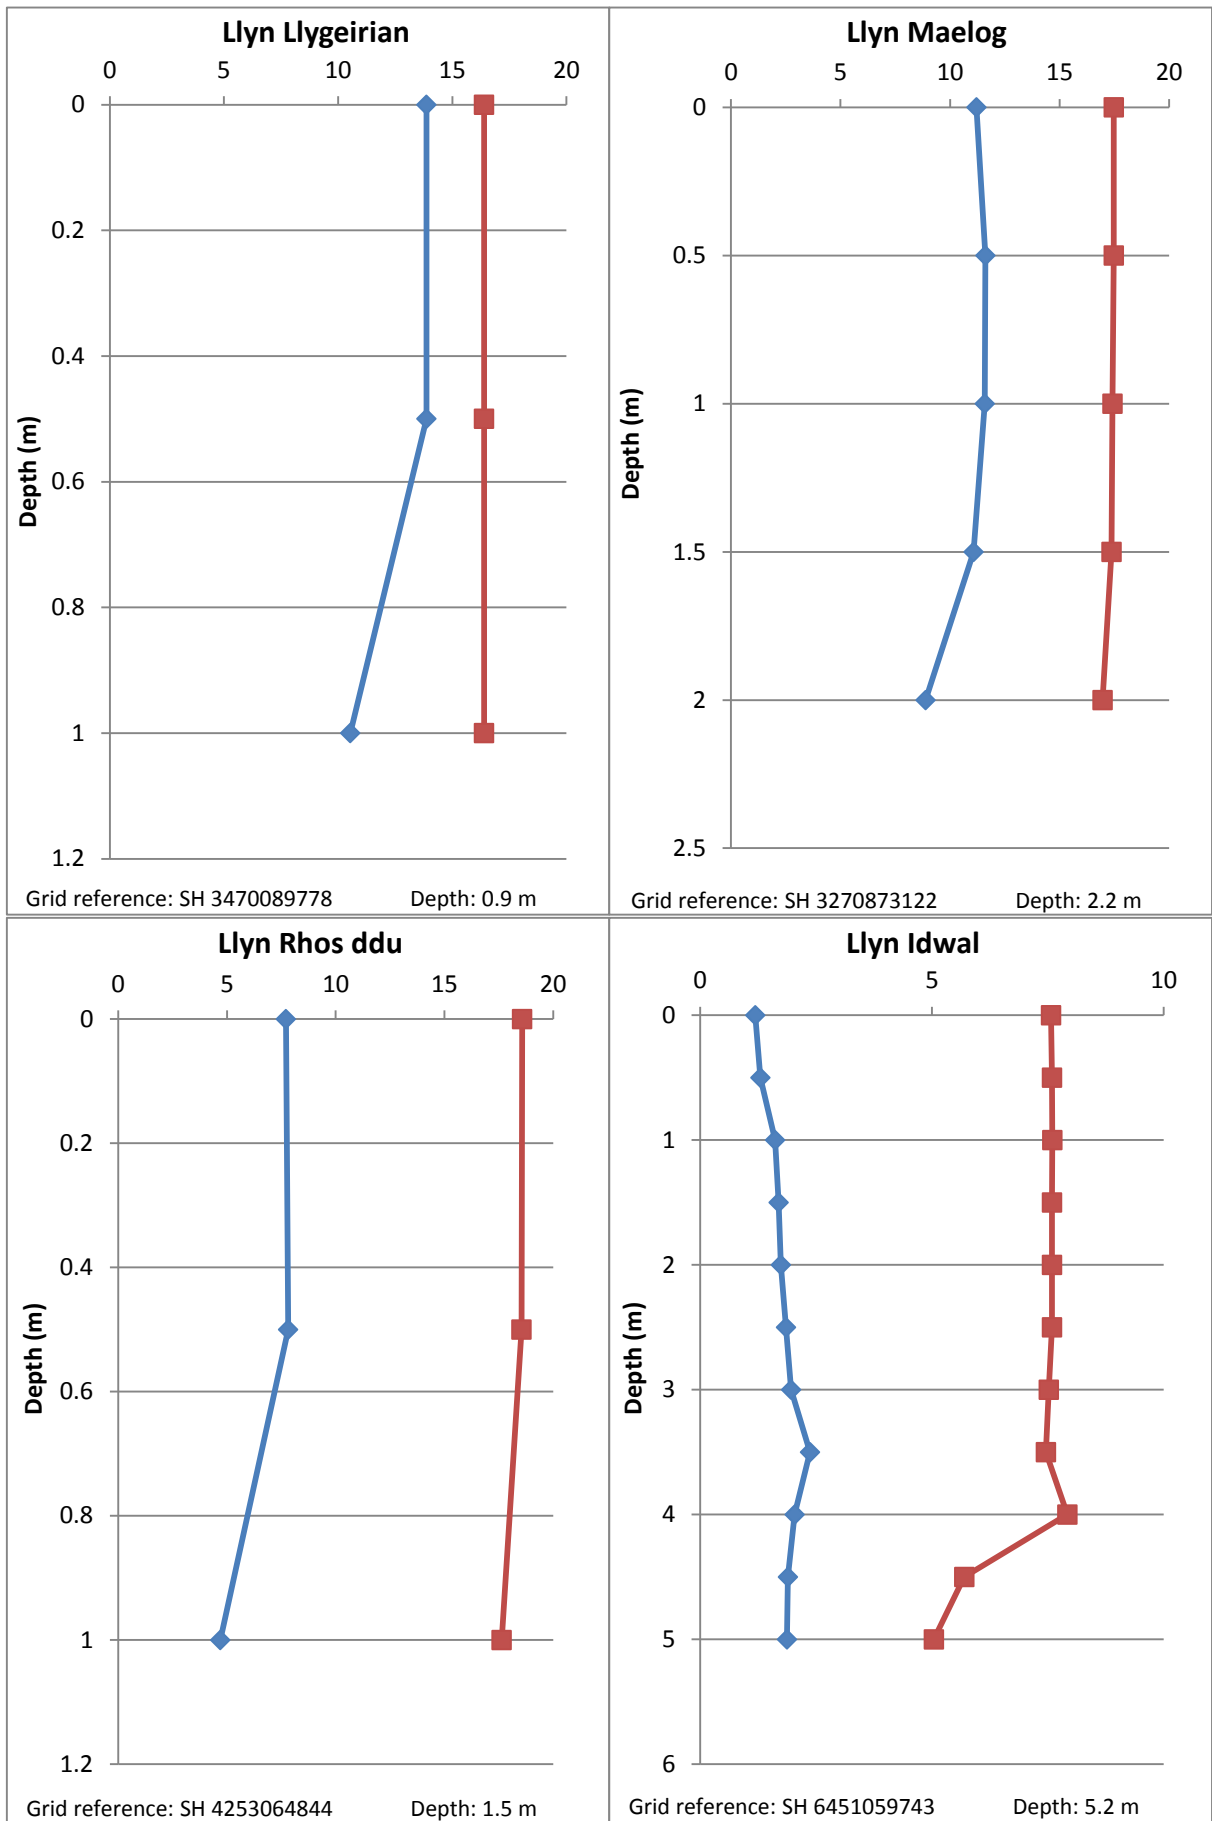 Llyn Llygeirian
0 5 10 15 20
0
0.2
0.4
0.6
0.8
1
1.2
Depth (m)
Grid reference: SH 3470089778 Depth: 0.9 m
Llyn Maelog
0 5 10 15 20
0
0.5
1
1.5
2
2.5
Depth (m)
Grid reference: SH 3270873122 Depth: 2.2 m
Llyn Rhos ddu
0 5 10 15 20
0
0.2
0.4
0.6
0.8
1
1.2
Depth (m)
Grid reference: SH 4253064844 Depth: 1.5 m
Llyn Idwal
0 5 10
0
1
2
3
4
5
6
Depth (m)
Grid reference: SH 6451059743 Depth: 5.2 m